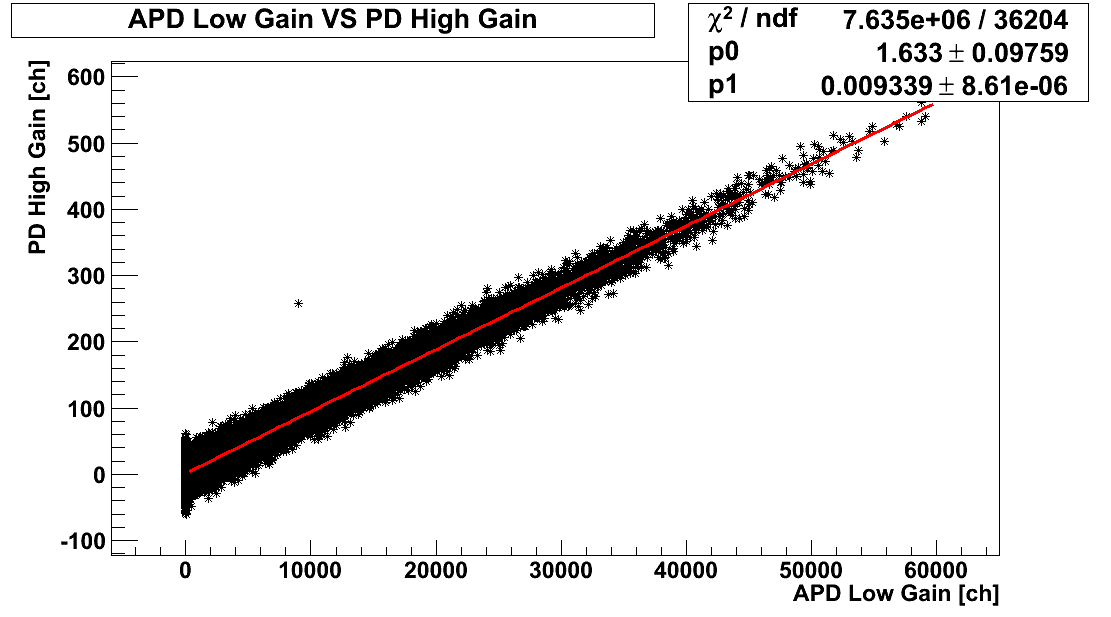 APD Low Gain VS PD High Gain
χ² / ndf 7.635e+06 / 36204
p0 1.633 ± 0.09759
p1 0.009339 ± 8.61e-06
PD High Gain [ch]
600
500
400
300
200
100
0
-100
0 10000 20000 30000 40000 50000 60000
APD Low Gain [ch]